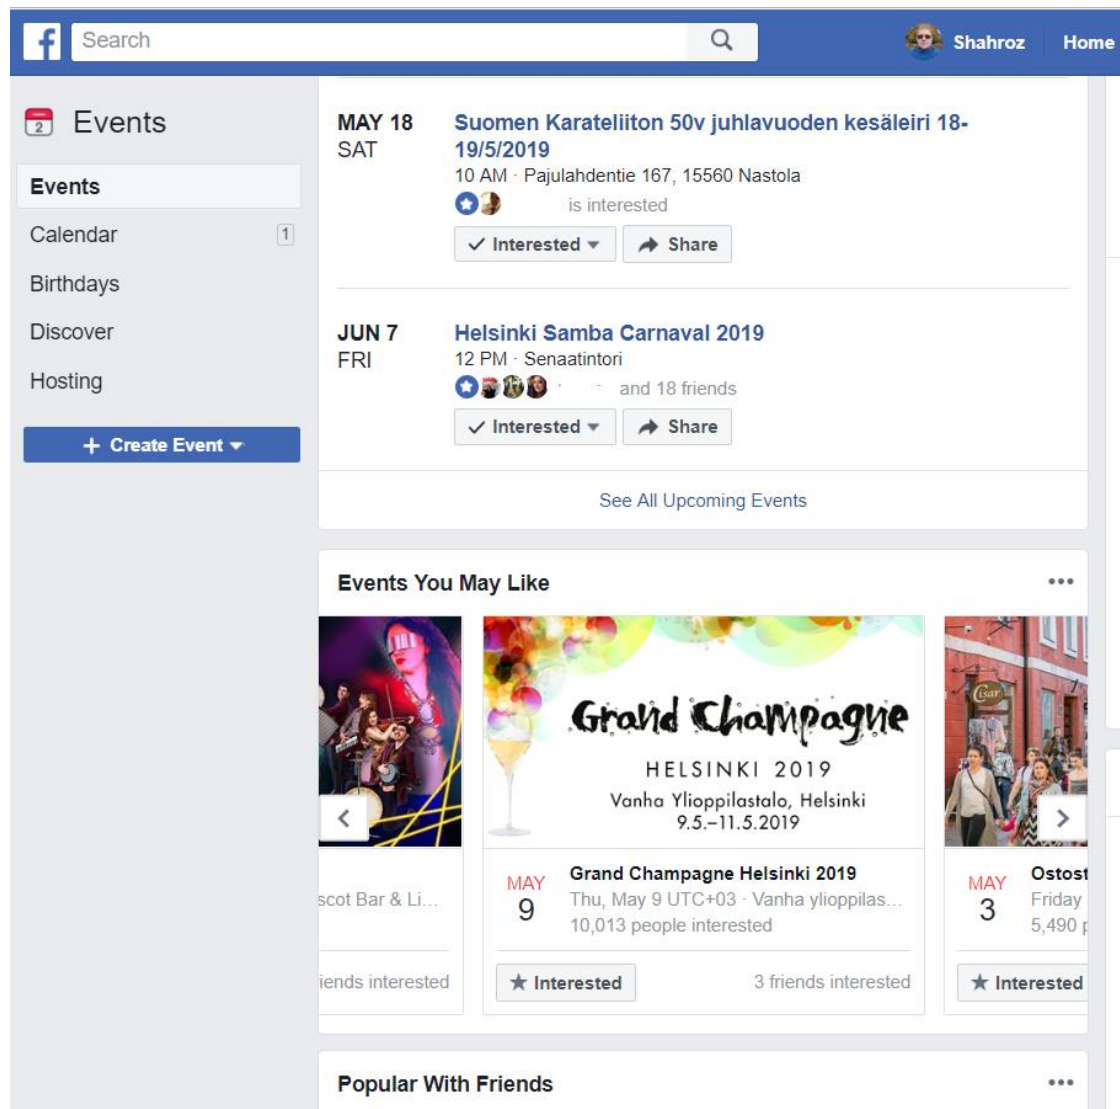 f
Search
Shahroz
Home
2
Events
Events
Calendar
1
Birthdays
Discover
Hosting
+ Create Event
MAY 18
SAT
Suomen Karateliiton 50v juhlavuoden kesäleiri 18-
19/5/2019
10 AM · Pajulahdentie 167, 15560 Nastola
is interested
Interested
Share
JUN 7
FRI
Helsinki Samba Carnaval 2019
12 PM · Senaatintori
and 18 friends
Interested
Share
See All Upcoming Events
Events You May Like
Grand Champagne
HELSINKI 2019
Vanha Ylioppilastalo, Helsinki
9.5.–11.5.2019
Cisar
scot Bar & Li...
iends interested
MAY
9
Grand Champagne Helsinki 2019
Thu, May 9 UTC+03 · Vanha ylioppilas...
10,013 people interested
Interested
3 friends interested
MAY
3
Ostost
Friday
5,490 p
Interested
Popular With Friends